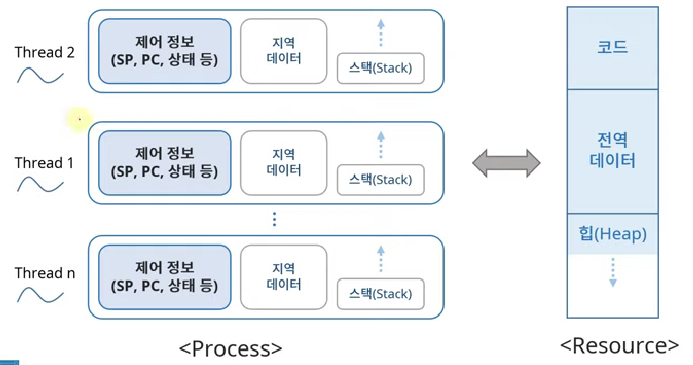 Thread 2
제어 정보
(SP, PC, 상태 등)
지역
데이터
스택(Stack)
Thread 1
제어 정보
(SP, PC, 상태 등)
지역
데이터
스택(Stack)
Thread n
제어 정보
(SP, PC, 상태 등)
지역
데이터
스택(Stack)
<Process>
코드
전역
데이터
힙(Heap)
<Resource>